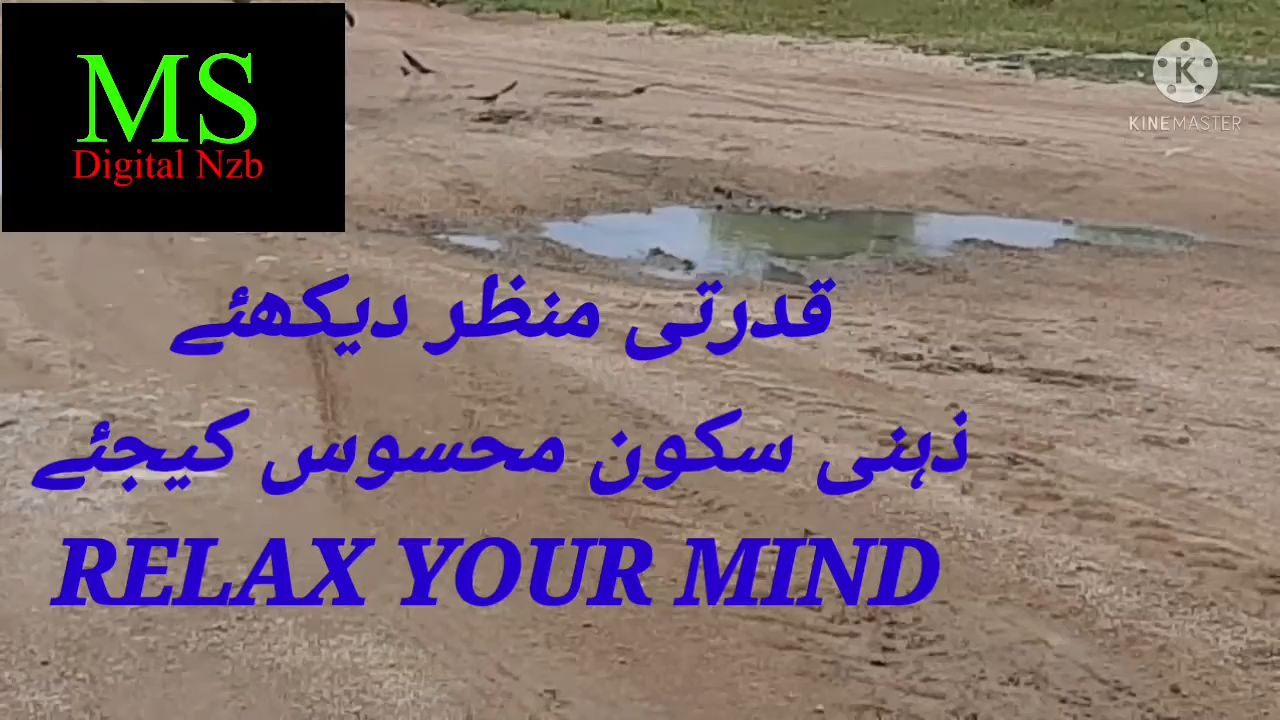 MS
Digital Nzb
K
KINEMASTER
قدرتی منظر دیکھئے
ذہنی سکون محسوس کیجئے
RELAX YOUR MIND